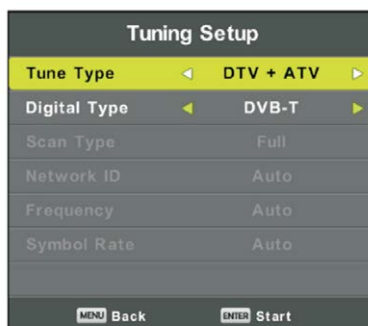 Tuning Setup
Tune Type DTV + ATV
Digital Type DVB-T
Scan Type Full
Network ID Auto
Frequency Auto
Symbol Rate Auto
MENU Back ENTER Start